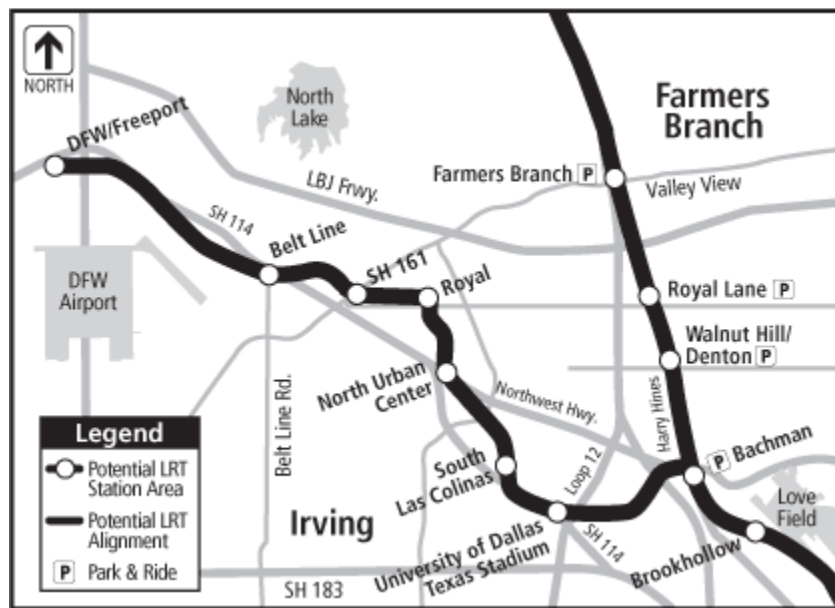 NORTH
North
Lake
Farmers
Branch
DFW/Freeport
Farmers Branch P
Valley View
LBJ Frwy.
SH 114
Belt Line
SH 161
Royal
DFW
Airport
Royal Lane P
Walnut Hill/
Denton P
North Urban
Center
Northwest Hwy.
Harry Hines
Belt Line Rd.
Legend
Potential LRT
Station Area
Potential LRT
Alignment
P Park & Ride
South
Las Colinas
Loop 12
P Bachman
Love
Field
Irving
University of Dallas
Texas Stadium
SH 114
Brookhollow
SH 183